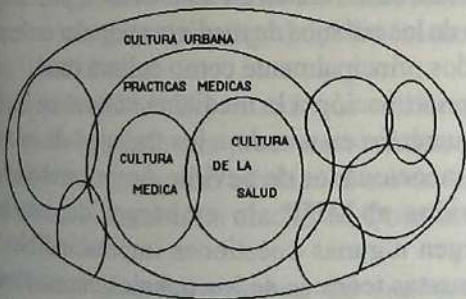 CULTURA URBANA
PRACTICAS MEDICAS
CULTURA
MEDICA
CULTURA
DE LA
SALUD